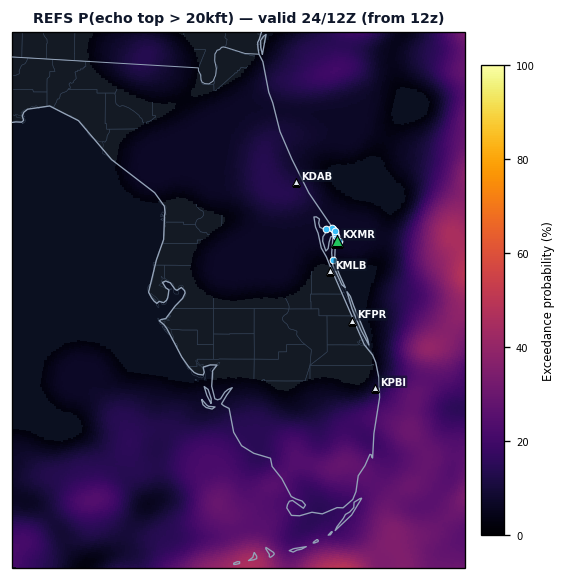 REFS P(echo top > 20kft) — valid 24/12Z (from 12z)
KDAB
KXMR
KMLB
KFPR
KPBI
100
80
60
40
20
0
Exceedance probability (%)